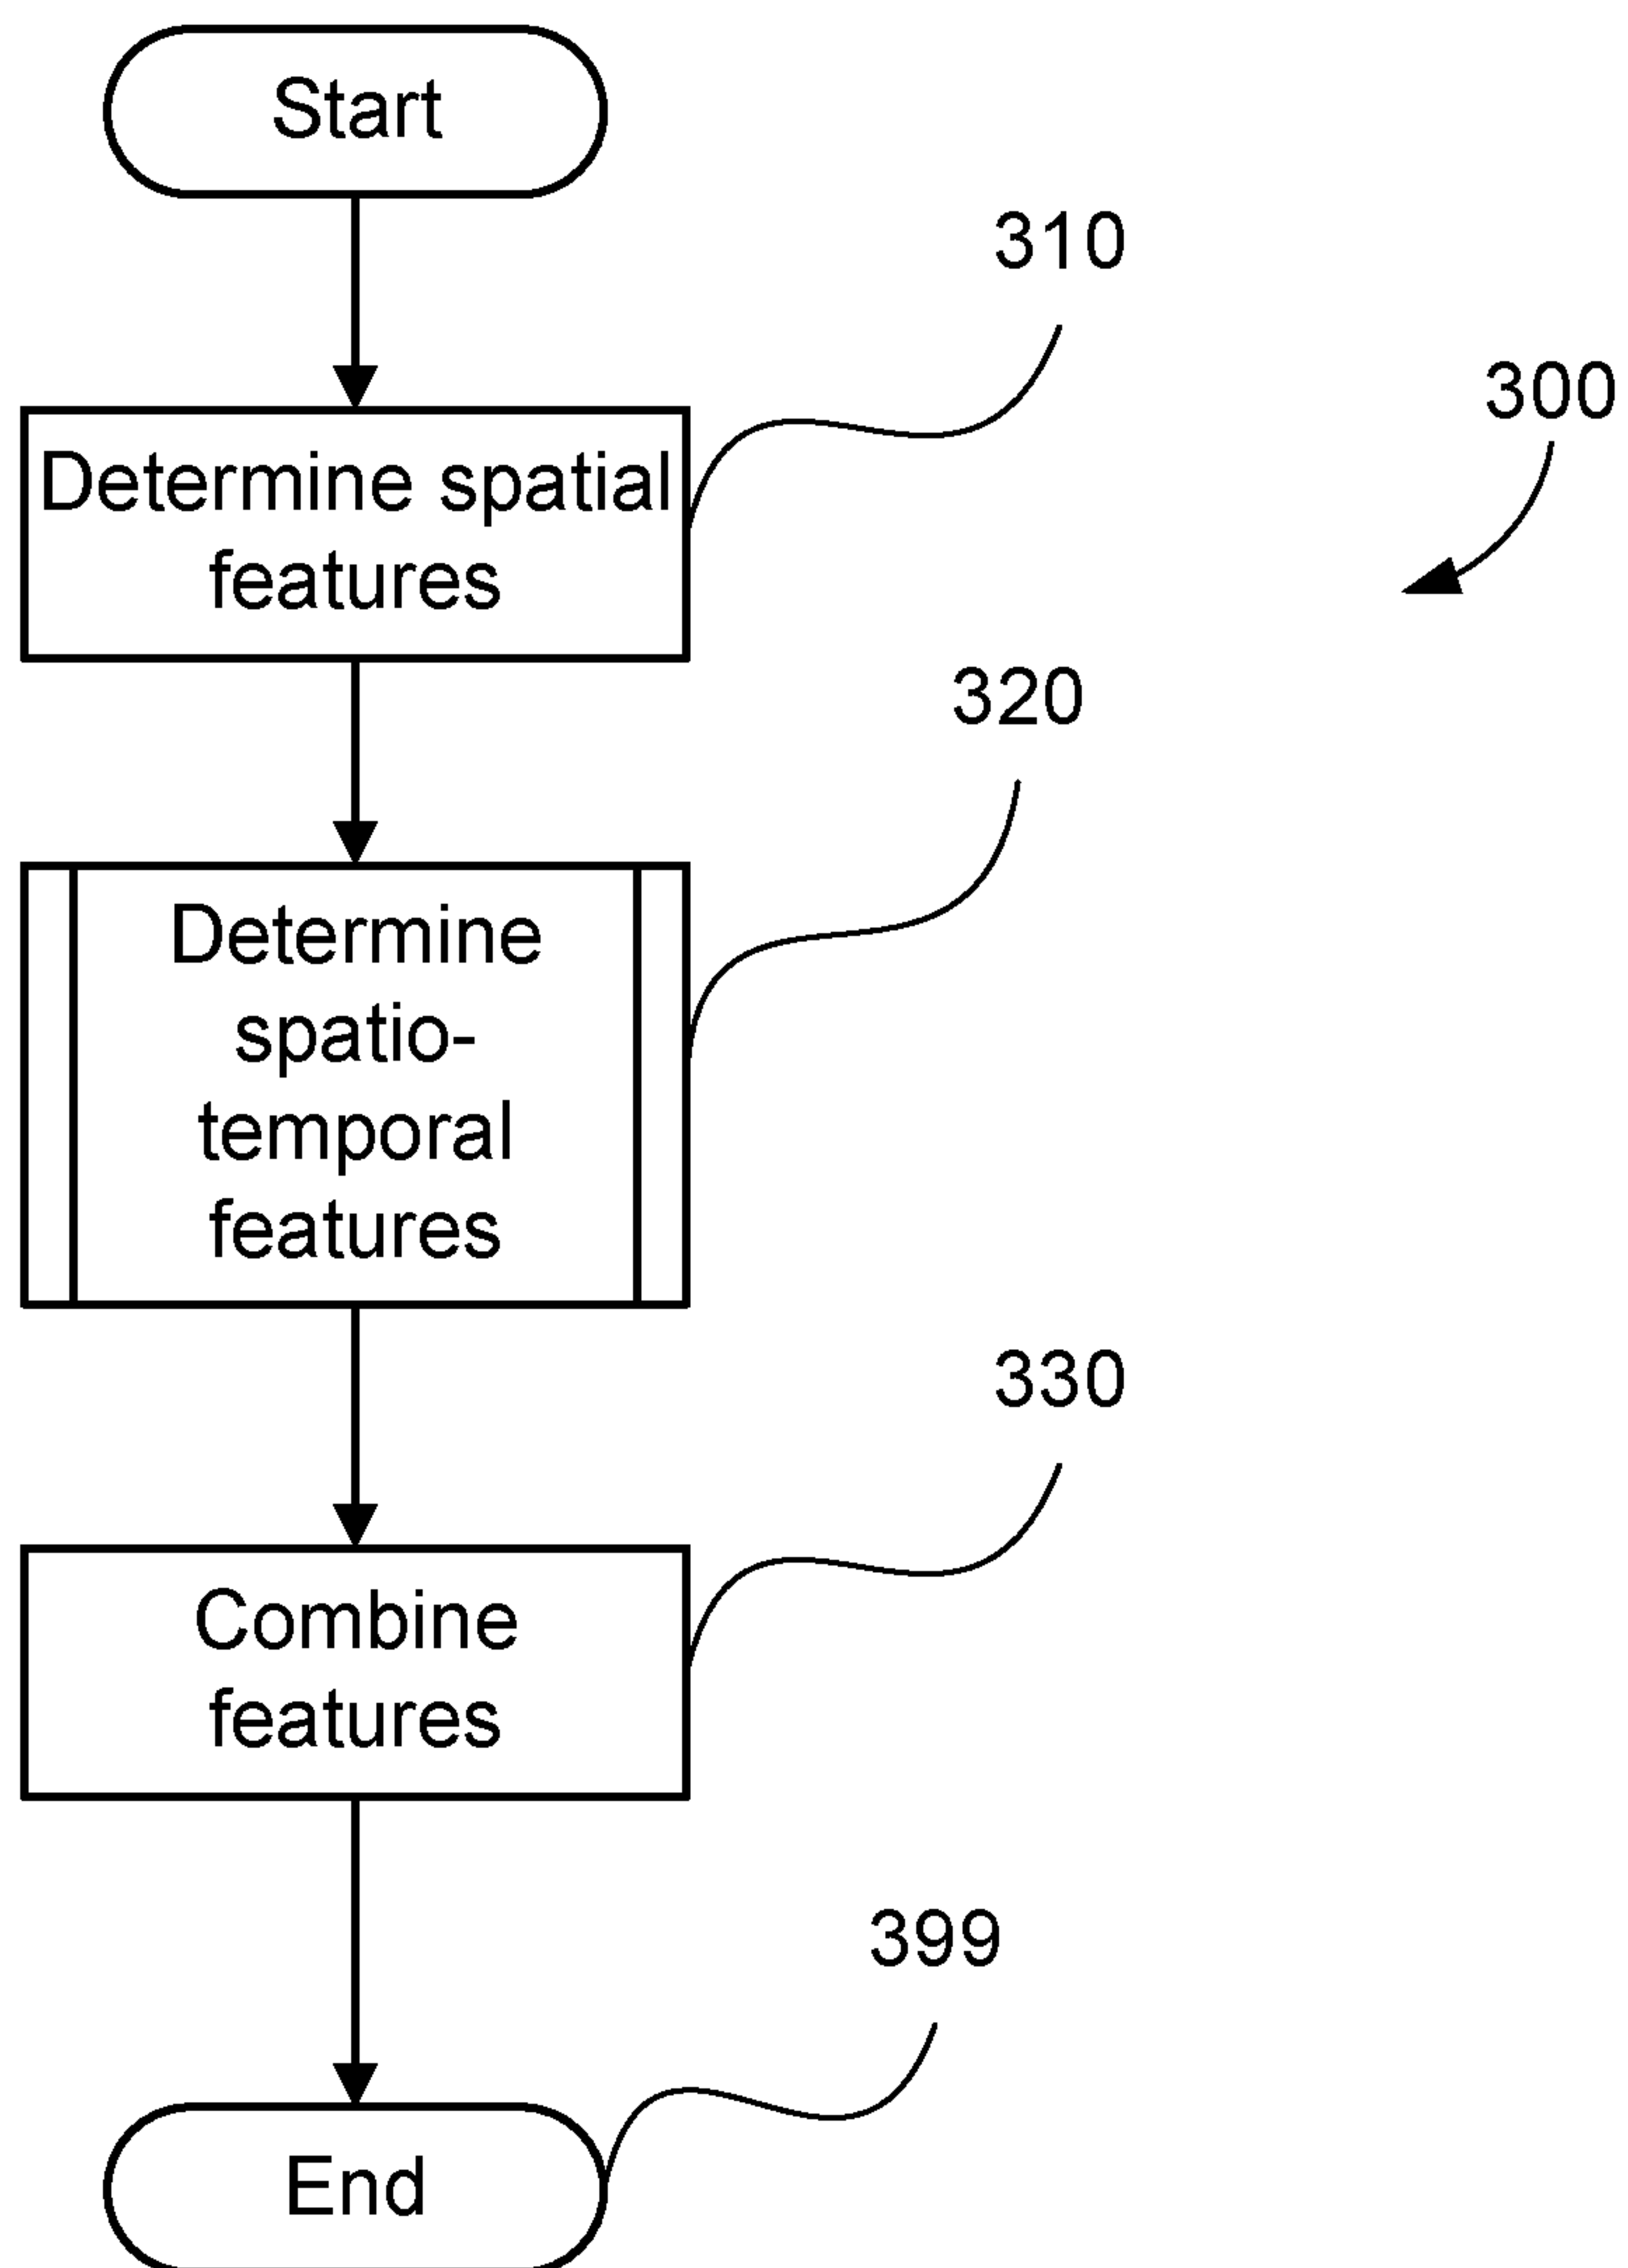 Start
310
300
Determine spatial
features
320
Determine
spatio-
temporal
features
330
Combine
features
399
End